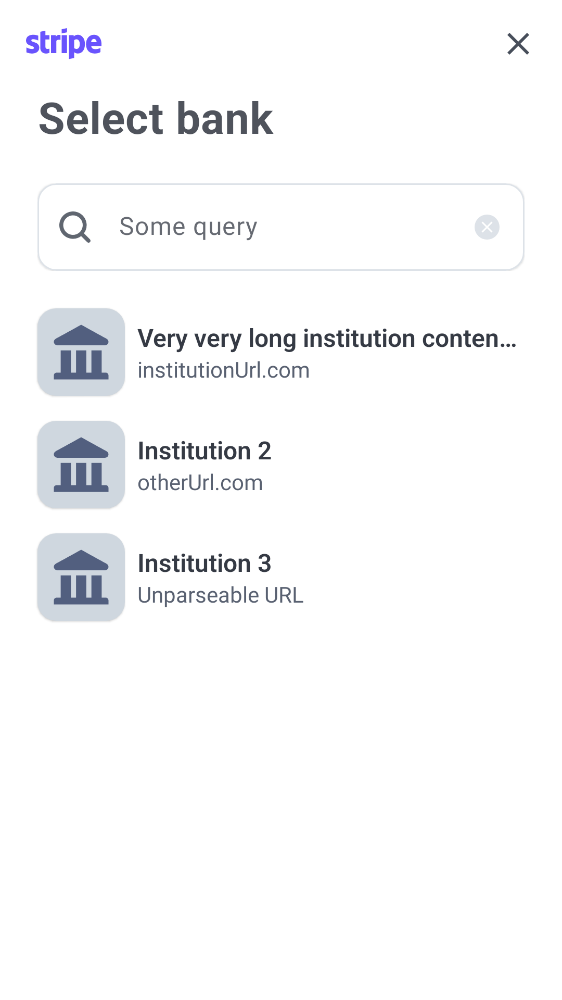 stripe
Select bank
Some query
Very very long institution conten...
institutionUrl.com
Institution 2
otherUrl.com
Institution 3
Unparseable URL